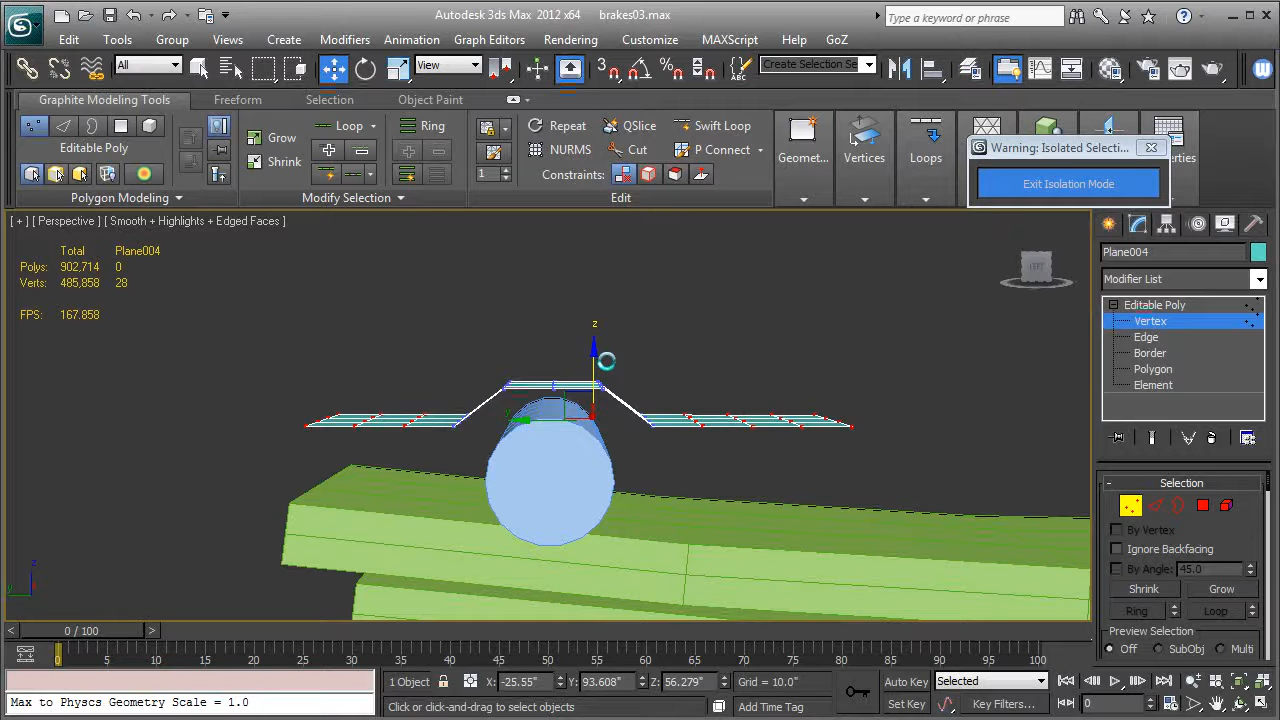 Autodesk 3ds Max 2012 x64 brakes03.max
Type a keyword or phrase
Edit Tools Group Views Create Modifiers Animation Graph Editors Rendering Customize MAXScript Help GoZ
All View 3 Create Selection Se
Graphite Modeling Tools Freeform Selection Object Paint
Editable Poly
Polygon Modeling
Grow
Shrink
Loop Ring
Modify Selection
Repeat QSlice Swift Loop
NURMS Cut P Connect
1 Constraints:
Edit
Geomet... Vertices Loops erties
Warning: Isolated Selecti...
Exit Isolation Mode
[ + ] [ Perspective ] [ Smooth + Highlights + Edged Faces ]
Total Plane004
Polys: 902,714 0
Verts: 485,858 28
FPS: 167.858
z
y
LEFT
z
y
Plane004
Modifier List
Editable Poly
Vertex
Edge
Border
Polygon
Element
- Selection
By Vertex
Ignore Backfacing
By Angle: 45.0
Shrink Grow
Ring Loop
Preview Selection
Off SubObj Multi
< 0 / 100 >
0 5 10 15 20 25 30 35 40 45 50 55 60 65 70 75 80 85 90 95 100
1 Object X: -25.55" Y: 93.608" Z: 56.279" Grid = 10.0" Auto Key Selected
Max to Physcs Geometry Scale = 1.0
Click or click-and-drag to select objects Add Time Tag Set Key Key Filters... 0